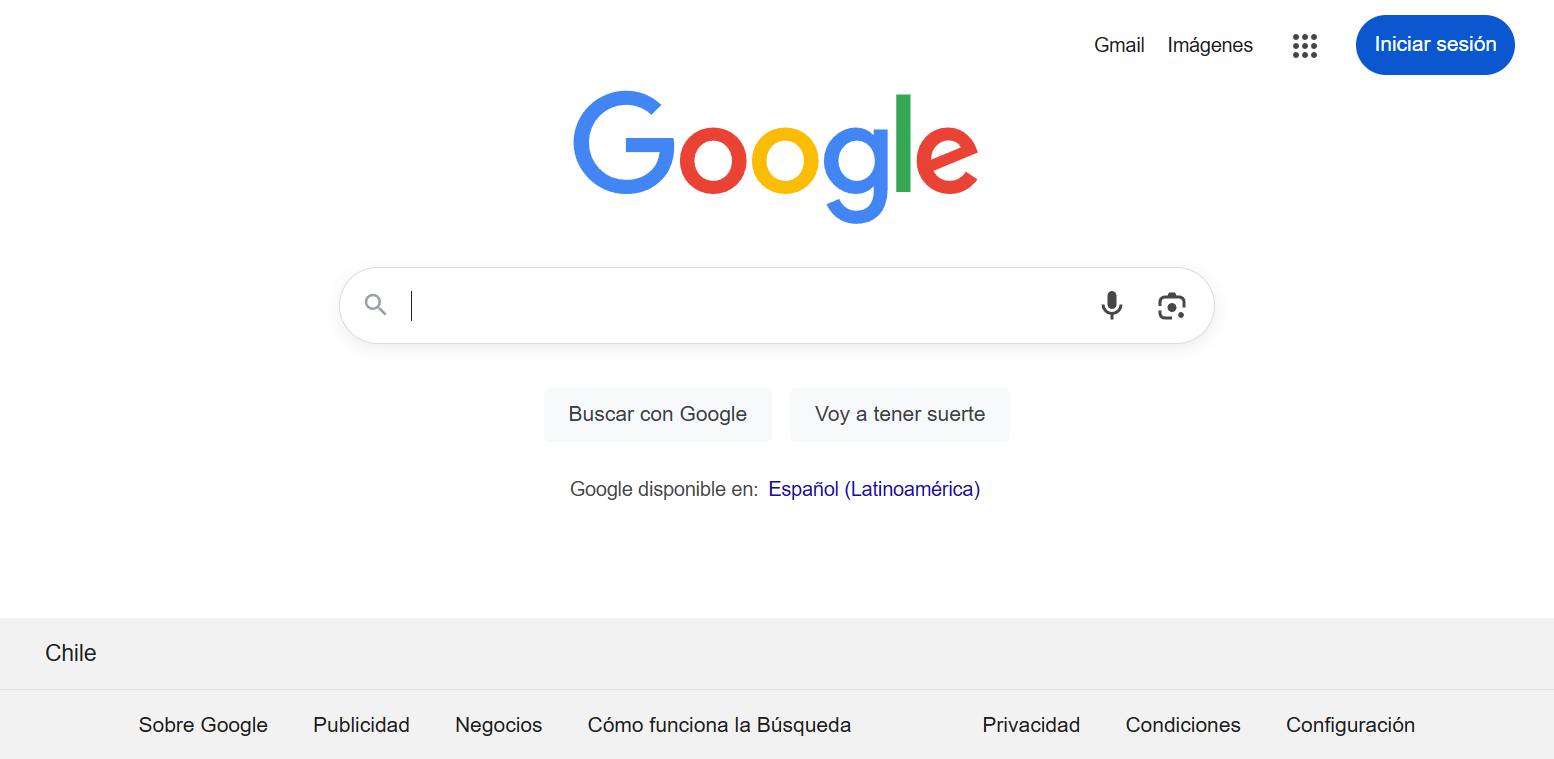 Gmail Imágenes Iniciar sesión
Google
Buscar con Google Voy a tener suerte
Google disponible en: Español (Latinoamérica)
Chile
Sobre Google Publicidad Negocios Cómo funciona la Búsqueda Privacidad Condiciones Configuración